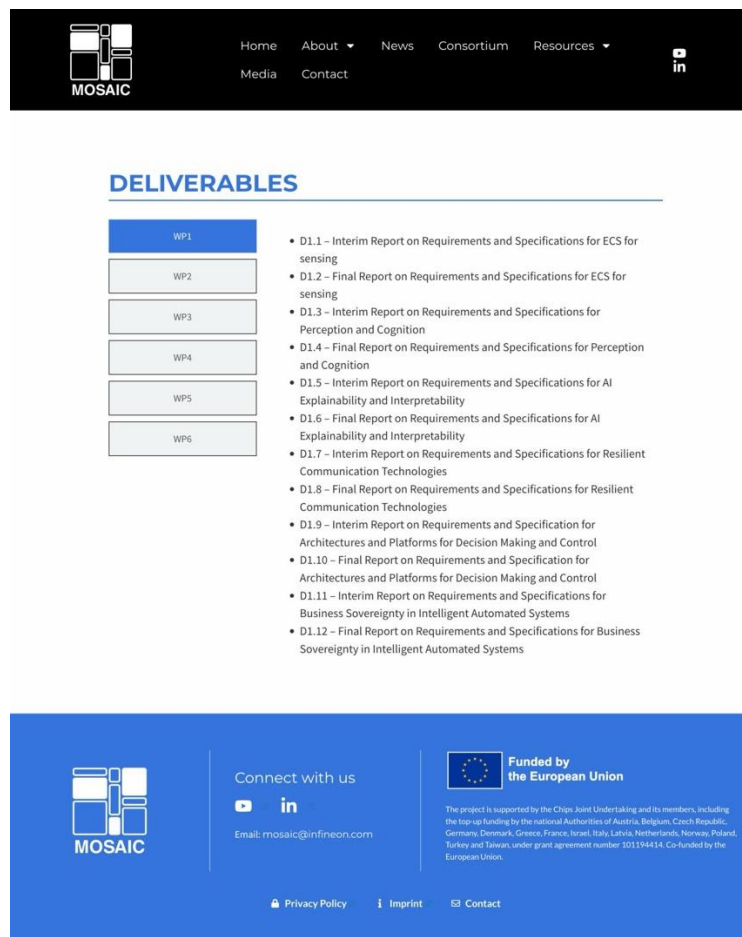 MOSAIC
Home About News Consortium Resources
Media Contact
in
DELIVERABLES
WP1
WP2
WP3
WP4
WP5
WP6
D1.1 – Interim Report on Requirements and Specifications for ECS for
sensing
D1.2 – Final Report on Requirements and Specifications for ECS for
sensing
D1.3 – Interim Report on Requirements and Specifications for
Perception and Cognition
D1.4 – Final Report on Requirements and Specifications for Perception
and Cognition
D1.5 – Interim Report on Requirements and Specifications for AI
Explainability and Interpretability
D1.6 – Final Report on Requirements and Specifications for AI
Explainability and Interpretability
D1.7 – Interim Report on Requirements and Specifications for Resilient
Communication Technologies
D1.8 – Final Report on Requirements and Specifications for Resilient
Communication Technologies
D1.9 – Interim Report on Requirements and Specification for
Architectures and Platforms for Decision Making and Control
D1.10 – Final Report on Requirements and Specification for
Architectures and Platforms for Decision Making and Control
D1.11 – Interim Report on Requirements and Specifications for
Business Sovereignty in Intelligent Automated Systems
D1.12 – Final Report on Requirements and Specifications for Business
Sovereignty in Intelligent Automated Systems
MOSAIC
Connect with us
in
Email: mosaic@infineon.com
Funded by
the European Union
The project is supported by the Chips Joint Undertaking and its members, including
the top-up funding by the national Authorities of Austria, Belgium, Czech Republic,
Germany, Denmark, Greece, France, Israel, Italy, Latvia, Netherlands, Norway, Poland,
Turkey and Taiwan, under grant agreement number 101194414. Co-funded by the
European Union.
Privacy Policy Imprint Contact